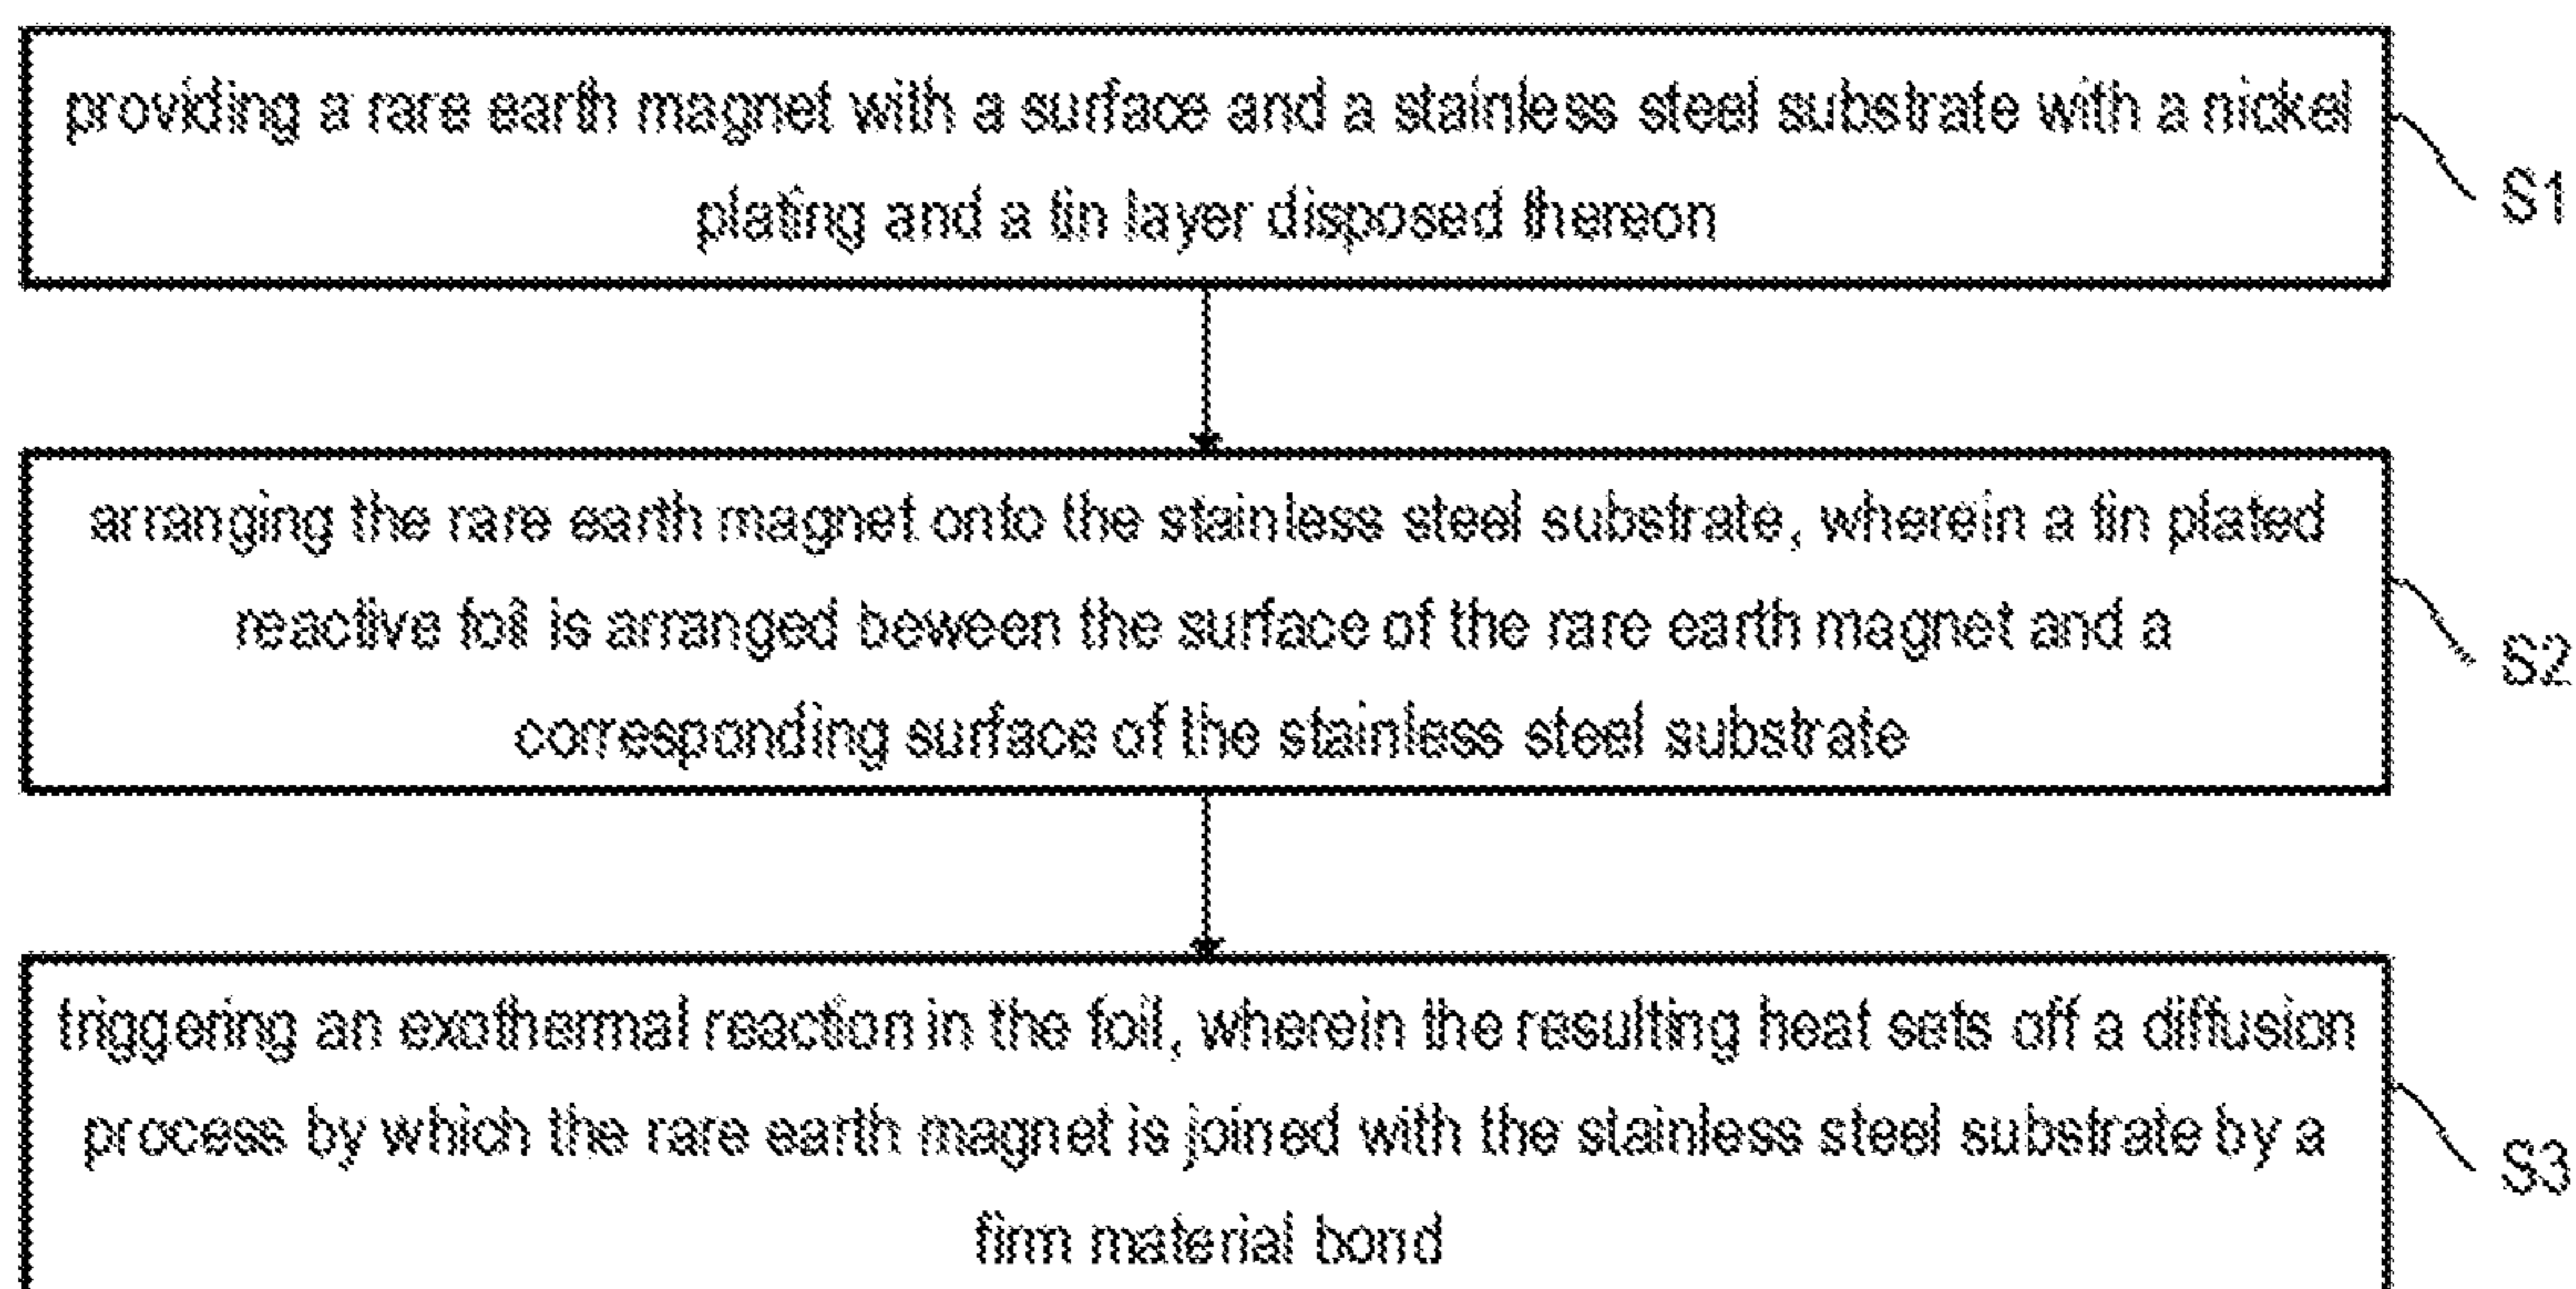 providing a rare earth magnet with a surface and a stainless steel substrate with a nickel
plating and a tin layer disposed thereon
S1
arranging the rare earth magnet onto the stainless steel substrate, wherein a tin plated
reactive foil is arranged beween the surface of the rare earth magnet and a
corresponding surface of the stainless steel substrate
S2
triggering an exothermal reaction in the foil, wherein the resulting heat sets off a diffusion
process by which the rare earth magnet is joined with the stainless steel substrate by a
firm material bond
S3